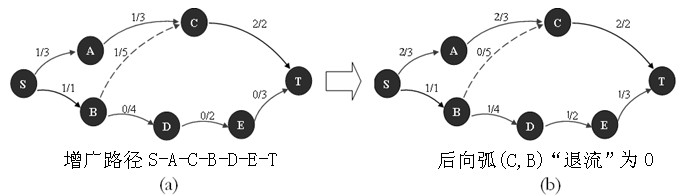 1/3
C
2/2
A
1/3
1/5
S
T
1/1
0/3
B
0/4
D
0/2
E
增广路径 S-A-C-B-D-E-T
(a)
2/3
C
2/2
A
2/3
0/5
S
T
1/1
1/3
B
1/4
D
1/2
E
后向弧(C,B)“退流”为 0
(b)